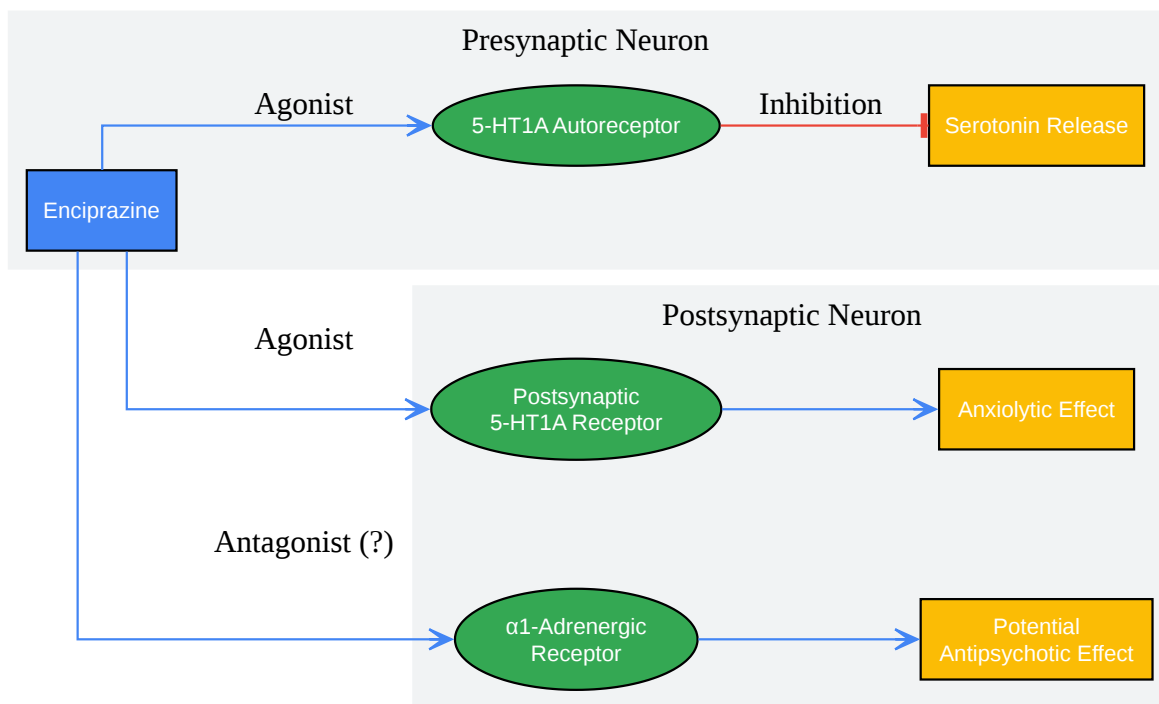 Presynaptic Neuron
Agonist
Inhibition
5-HT1A Autoreceptor
Serotonin Release
Enciprazine
Postsynaptic Neuron
Agonist
Postsynaptic
5-HT1A Receptor
Anxiolytic Effect
Antagonist (?)
α1-Adrenergic
Receptor
Potential
Antipsychotic Effect